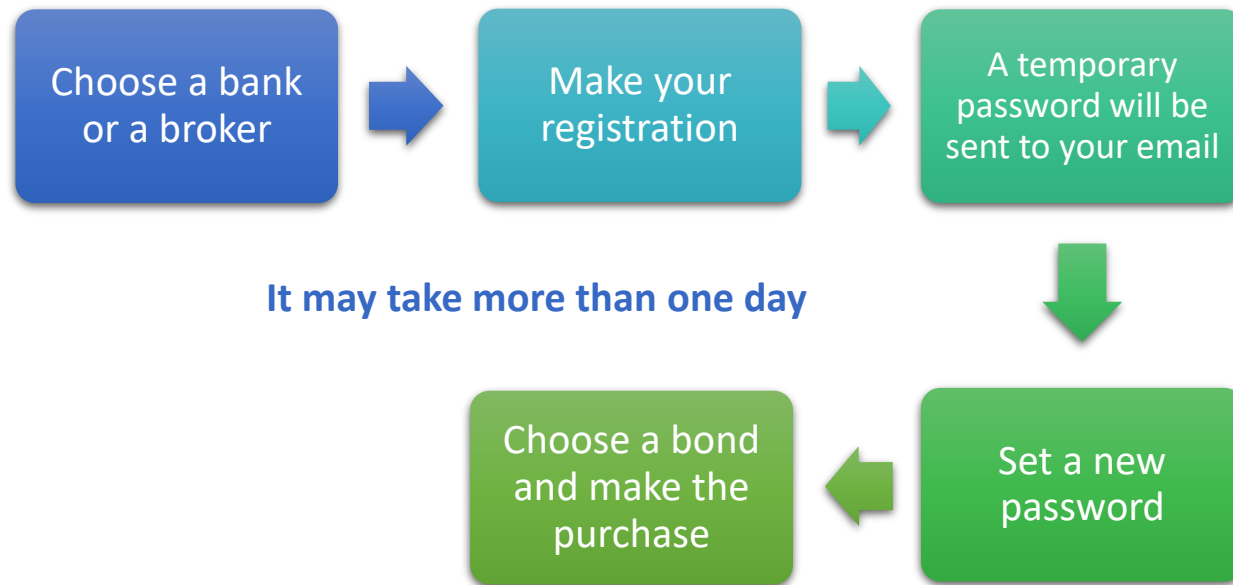 Choose a bank
or a broker
Make your
registration
A temporary
password will be
sent to your email
It may take more than one day
Set a new
password
Choose a bond
and make the
purchase